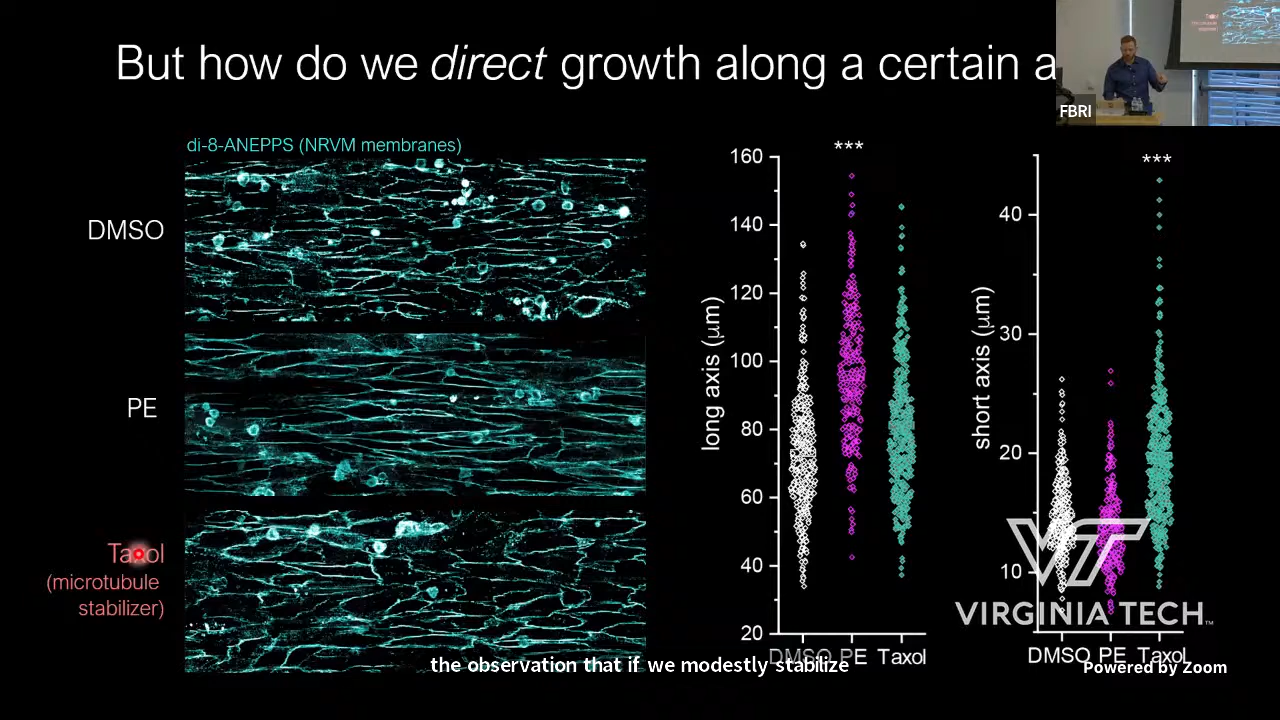 But how do we direct growth along a certain a
FBRI
di-8-ANEPPS (NRVM membranes)
DMSO
PE
Taxol
(microtubule
stabilizer)
long axis (μm)
160
140
120
100
80
60
40
20
***
DMSO PE Taxol
short axis (μm)
40
30
20
10
***
DMSO PE Taxol
VT
VIRGINIA TECH™
the observation that if we modestly stabilize
Powered by Zoom